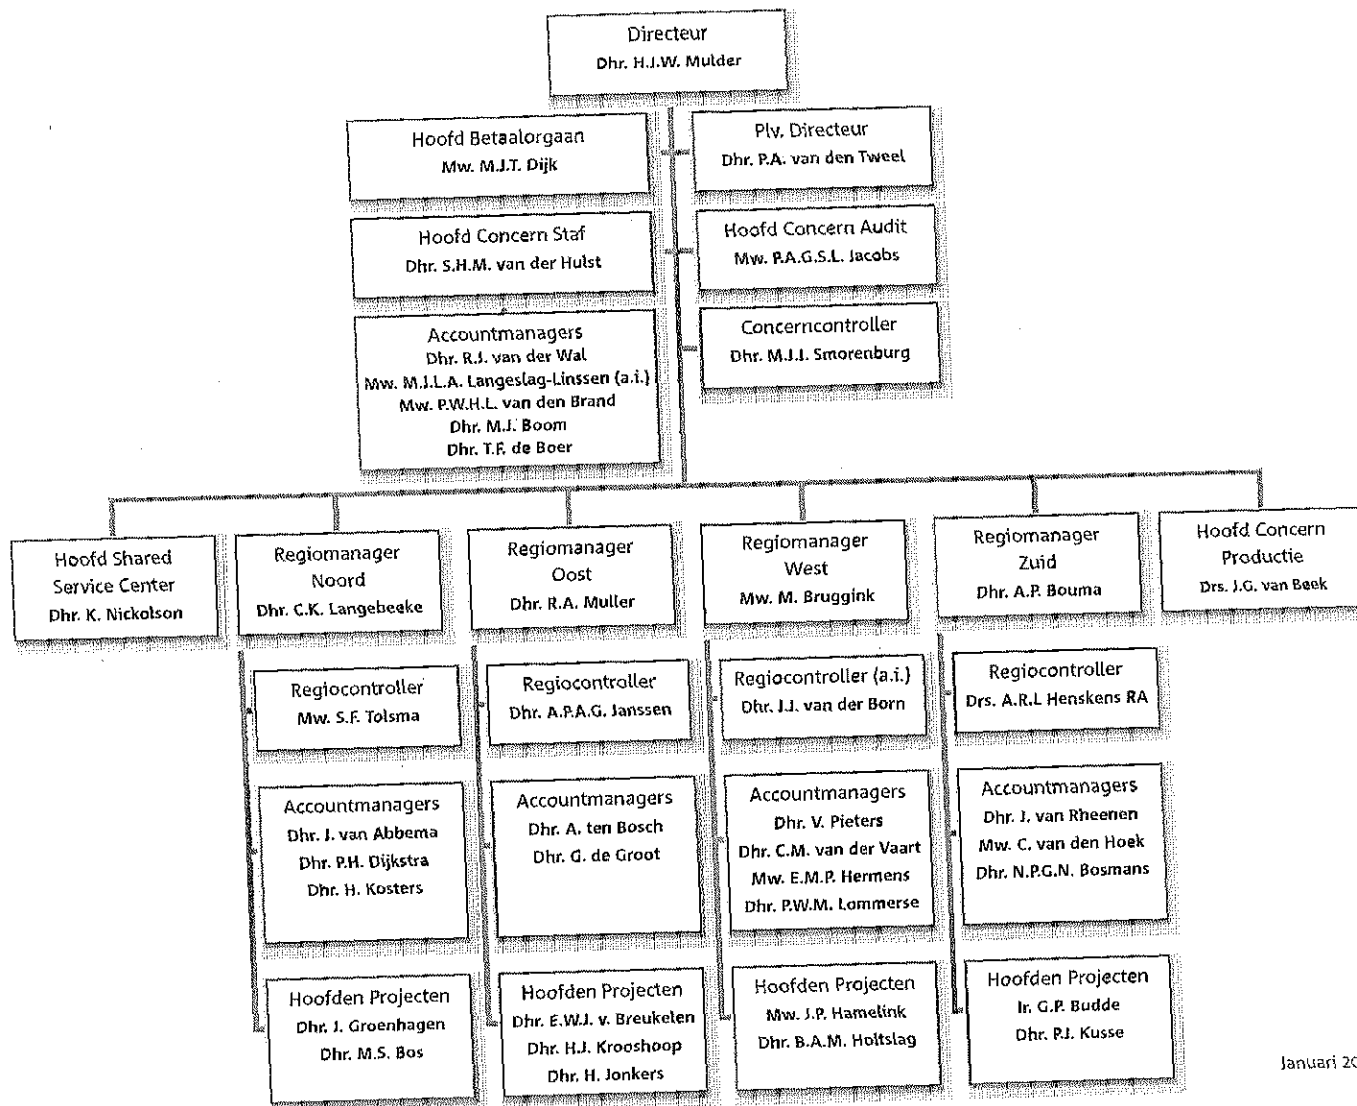 Directeur
Dhr. H.J.W. Mulder
Hoofd Betaalorgaan
Mw. M.J.T. Dijk
Plv. Directeur
Dhr. P.A. van den Tweel
Hoofd Concern Staf
Dhr. S.H.M. van der Hulst
Hoofd Concern Audit
Mw. P.A.G.S.L. Jacobs
Accountmanagers
Dhr. R.J. van der Wal
Mw. M.J.L.A. Langeslag-Linssen (a.i.)
Mw. P.W.H.L. van den Brand
Dhr. M.J. Boom
Dhr. T.F. de Boer
Concerncontroller
Dhr. M.J.I. Smorenburg
Hoofd Shared
Service Center
Dhr. K. Nickolson
Regiomanager
Noord
Dhr. C.K. Langebeeke
Regiomanager
Oost
Dhr. R.A. Muller
Regiomanager
West
Mw. M. Bruggink
Regiomanager
Zuid
Dhr. A.P. Bouma
Hoofd Concern
Productie
Drs. J.G. van Beek
Regiocontroller
Mw. S.F. Tolsma
Regiocontroller
Dhr. A.P.A.G. Janssen
Regiocontroller (a.i.)
Dhr. J.J. van der Born
Regiocontroller
Drs. A.R.L Henskens RA
Accountmanagers
Dhr. J. van Abbema
Dhr. P.H. Dijkstra
Dhr. H. Kosters
Accountmanagers
Dhr. A. ten Bosch
Dhr. G. de Groot
Accountmanagers
Dhr. V. Pieters
Dhr. C.M. van der Vaart
Mw. E.M.P. Hermens
Dhr. P.W.M. Lommerse
Accountmanagers
Dhr. J. van Rheenen
Mw. C. van den Hoek
Dhr. N.P.G.N. Bosmans
Hoofden Projecten
Dhr. J. Groenhagen
Dhr. M.S. Bos
Hoofden Projecten
Dhr. E.W.J. v. Breukelen
Dhr. H.J. Krooshoop
Dhr. H. Jonkers
Hoofden Projecten
Mw. J.P. Hamelink
Dhr. B.A.M. Holtslag
Hoofden Projecten
Ir. G.P. Budde
Dhr. P.J. Kusse
Januari 20